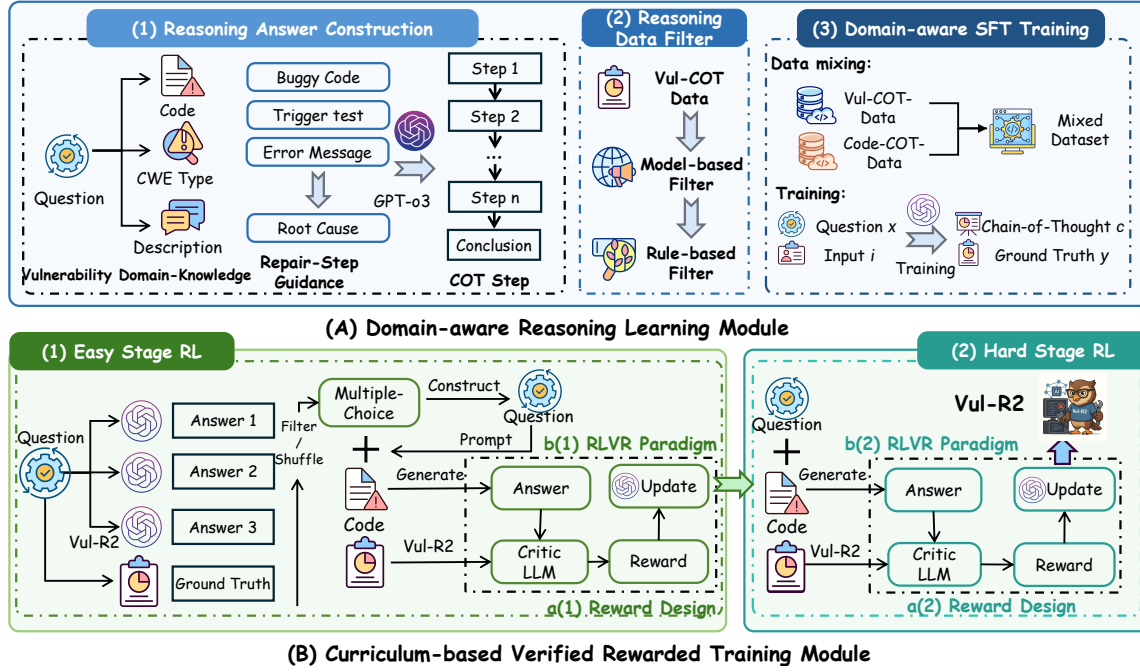 (1) Reasoning Answer Construction
Code
CWE Type
Question
Description
Vulnerability Domain-Knowledge
Buggy Code
Trigger test
Error Message
Root Cause
Repair-Step
Guidance
GPT-o3
Step 1
Step 2
...
Step n
Conclusion
COT Step
(2) Reasoning
Data Filter
Vul-COT
Data
Model-based
Filter
Rule-based
Filter
(3) Domain-aware SFT Training
Data mixing:
Vul-COT-
Data
Code-COT-
Data
Mixed
Dataset
Training:
Question x
Input i
Training
Chain-of-Thought c
Ground Truth y
(A) Domain-aware Reasoning Learning Module
(1) Easy Stage RL
Question
Answer 1
Answer 2
Answer 3
Vul-R2
Ground Truth
Filter
/
Shuffle
Multiple-
Choice
Construct
Question
Prompt
+
Code
Generate
Vul-R2
b(1) RLVR Paradigm
Answer
Update
Critic
LLM
Reward
a(1) Reward Design
(2) Hard Stage RL
Question
+
Code
Generate
Vul-R2
Vul-R2
b(2) RLVR Paradigm
Answer
Update
Critic
LLM
Reward
a(2) Reward Design
(B) Curriculum-based Verified Rewarded Training Module